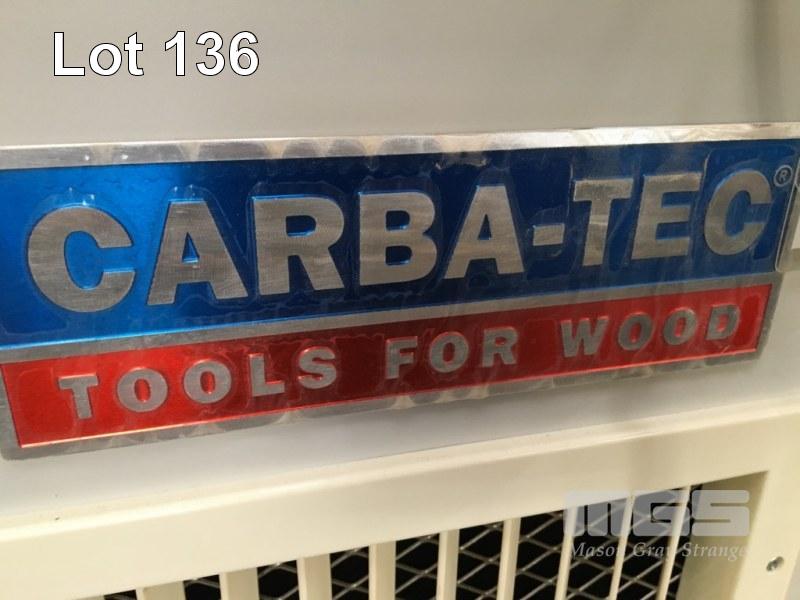 Lot 136
CARBA-TEC®
TOOLS FOR WOOD
MGS
Mason Gray Strange